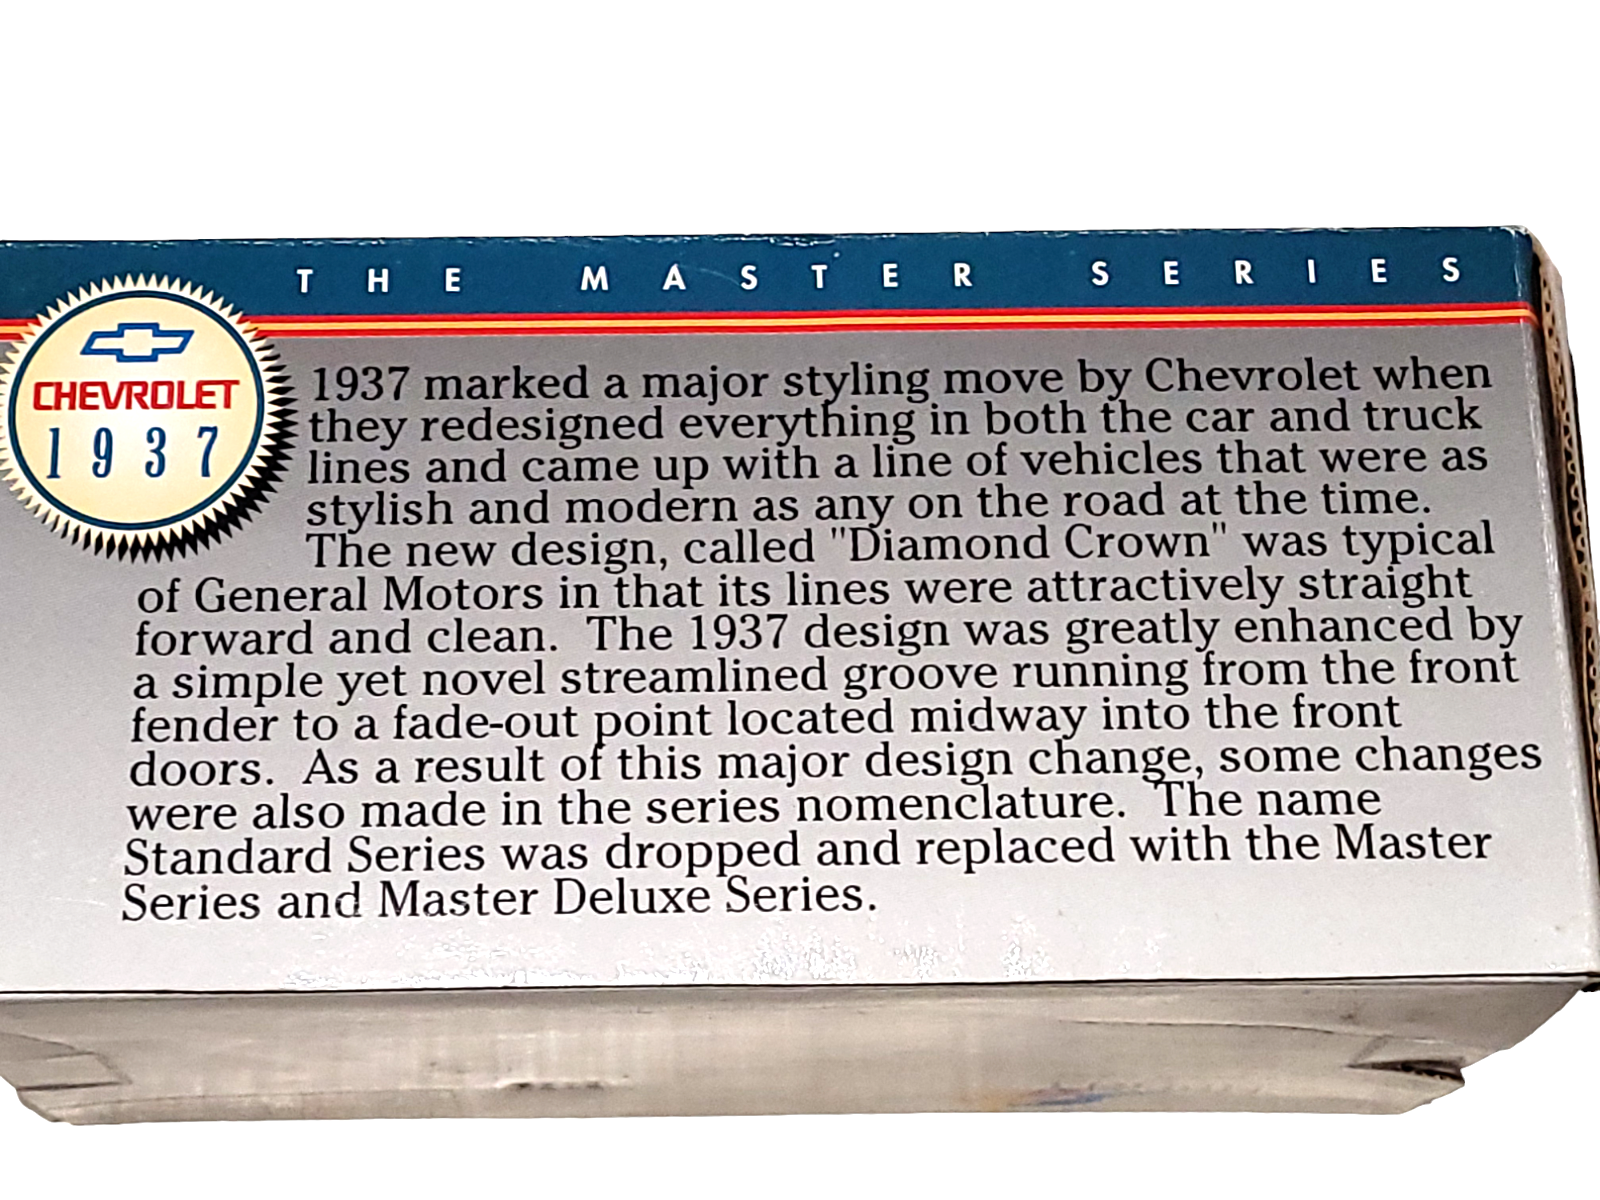 THE MASTER SERIES
CHEVROLET
1937
1937 marked a major styling move by Chevrolet when
they redesigned everything in both the car and truck
lines and came up with a line of vehicles that were as
stylish and modern as any on the road at the time.
The new design, called "Diamond Crown" was typical
of General Motors in that its lines were attractively straight
forward and clean. The 1937 design was greatly enhanced by
a simple yet novel streamlined groove running from the front
fender to a fade-out point located midway into the front
doors. As a result of this major design change, some changes
were also made in the series nomenclature. The name
Standard Series was dropped and replaced with the Master
Series and Master Deluxe Series.